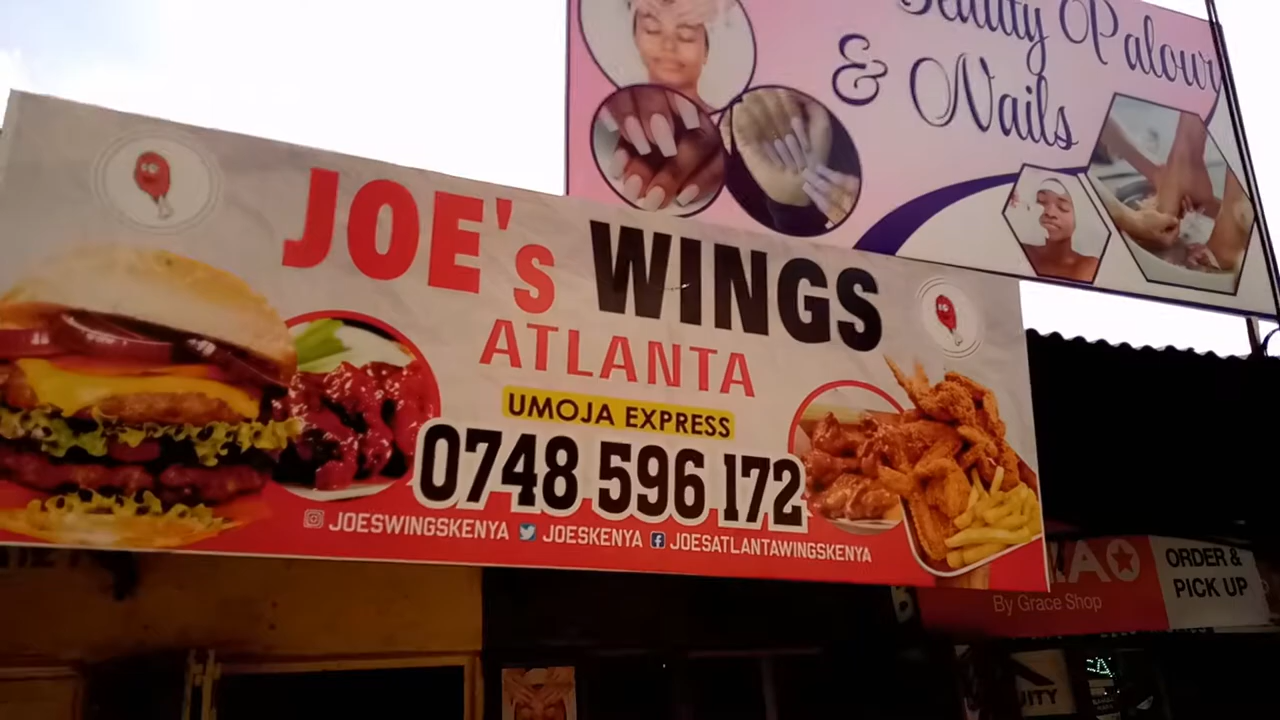 Beauty Palour
& Nails
JOE's WINGS
ATLANTA
UMOJA EXPRESS
0748 596 172
JOESWINGSKENYA JOESKENYA JOESATLANTAWINGSKENYA
ORDER &
PICK UP
By Grace Shop